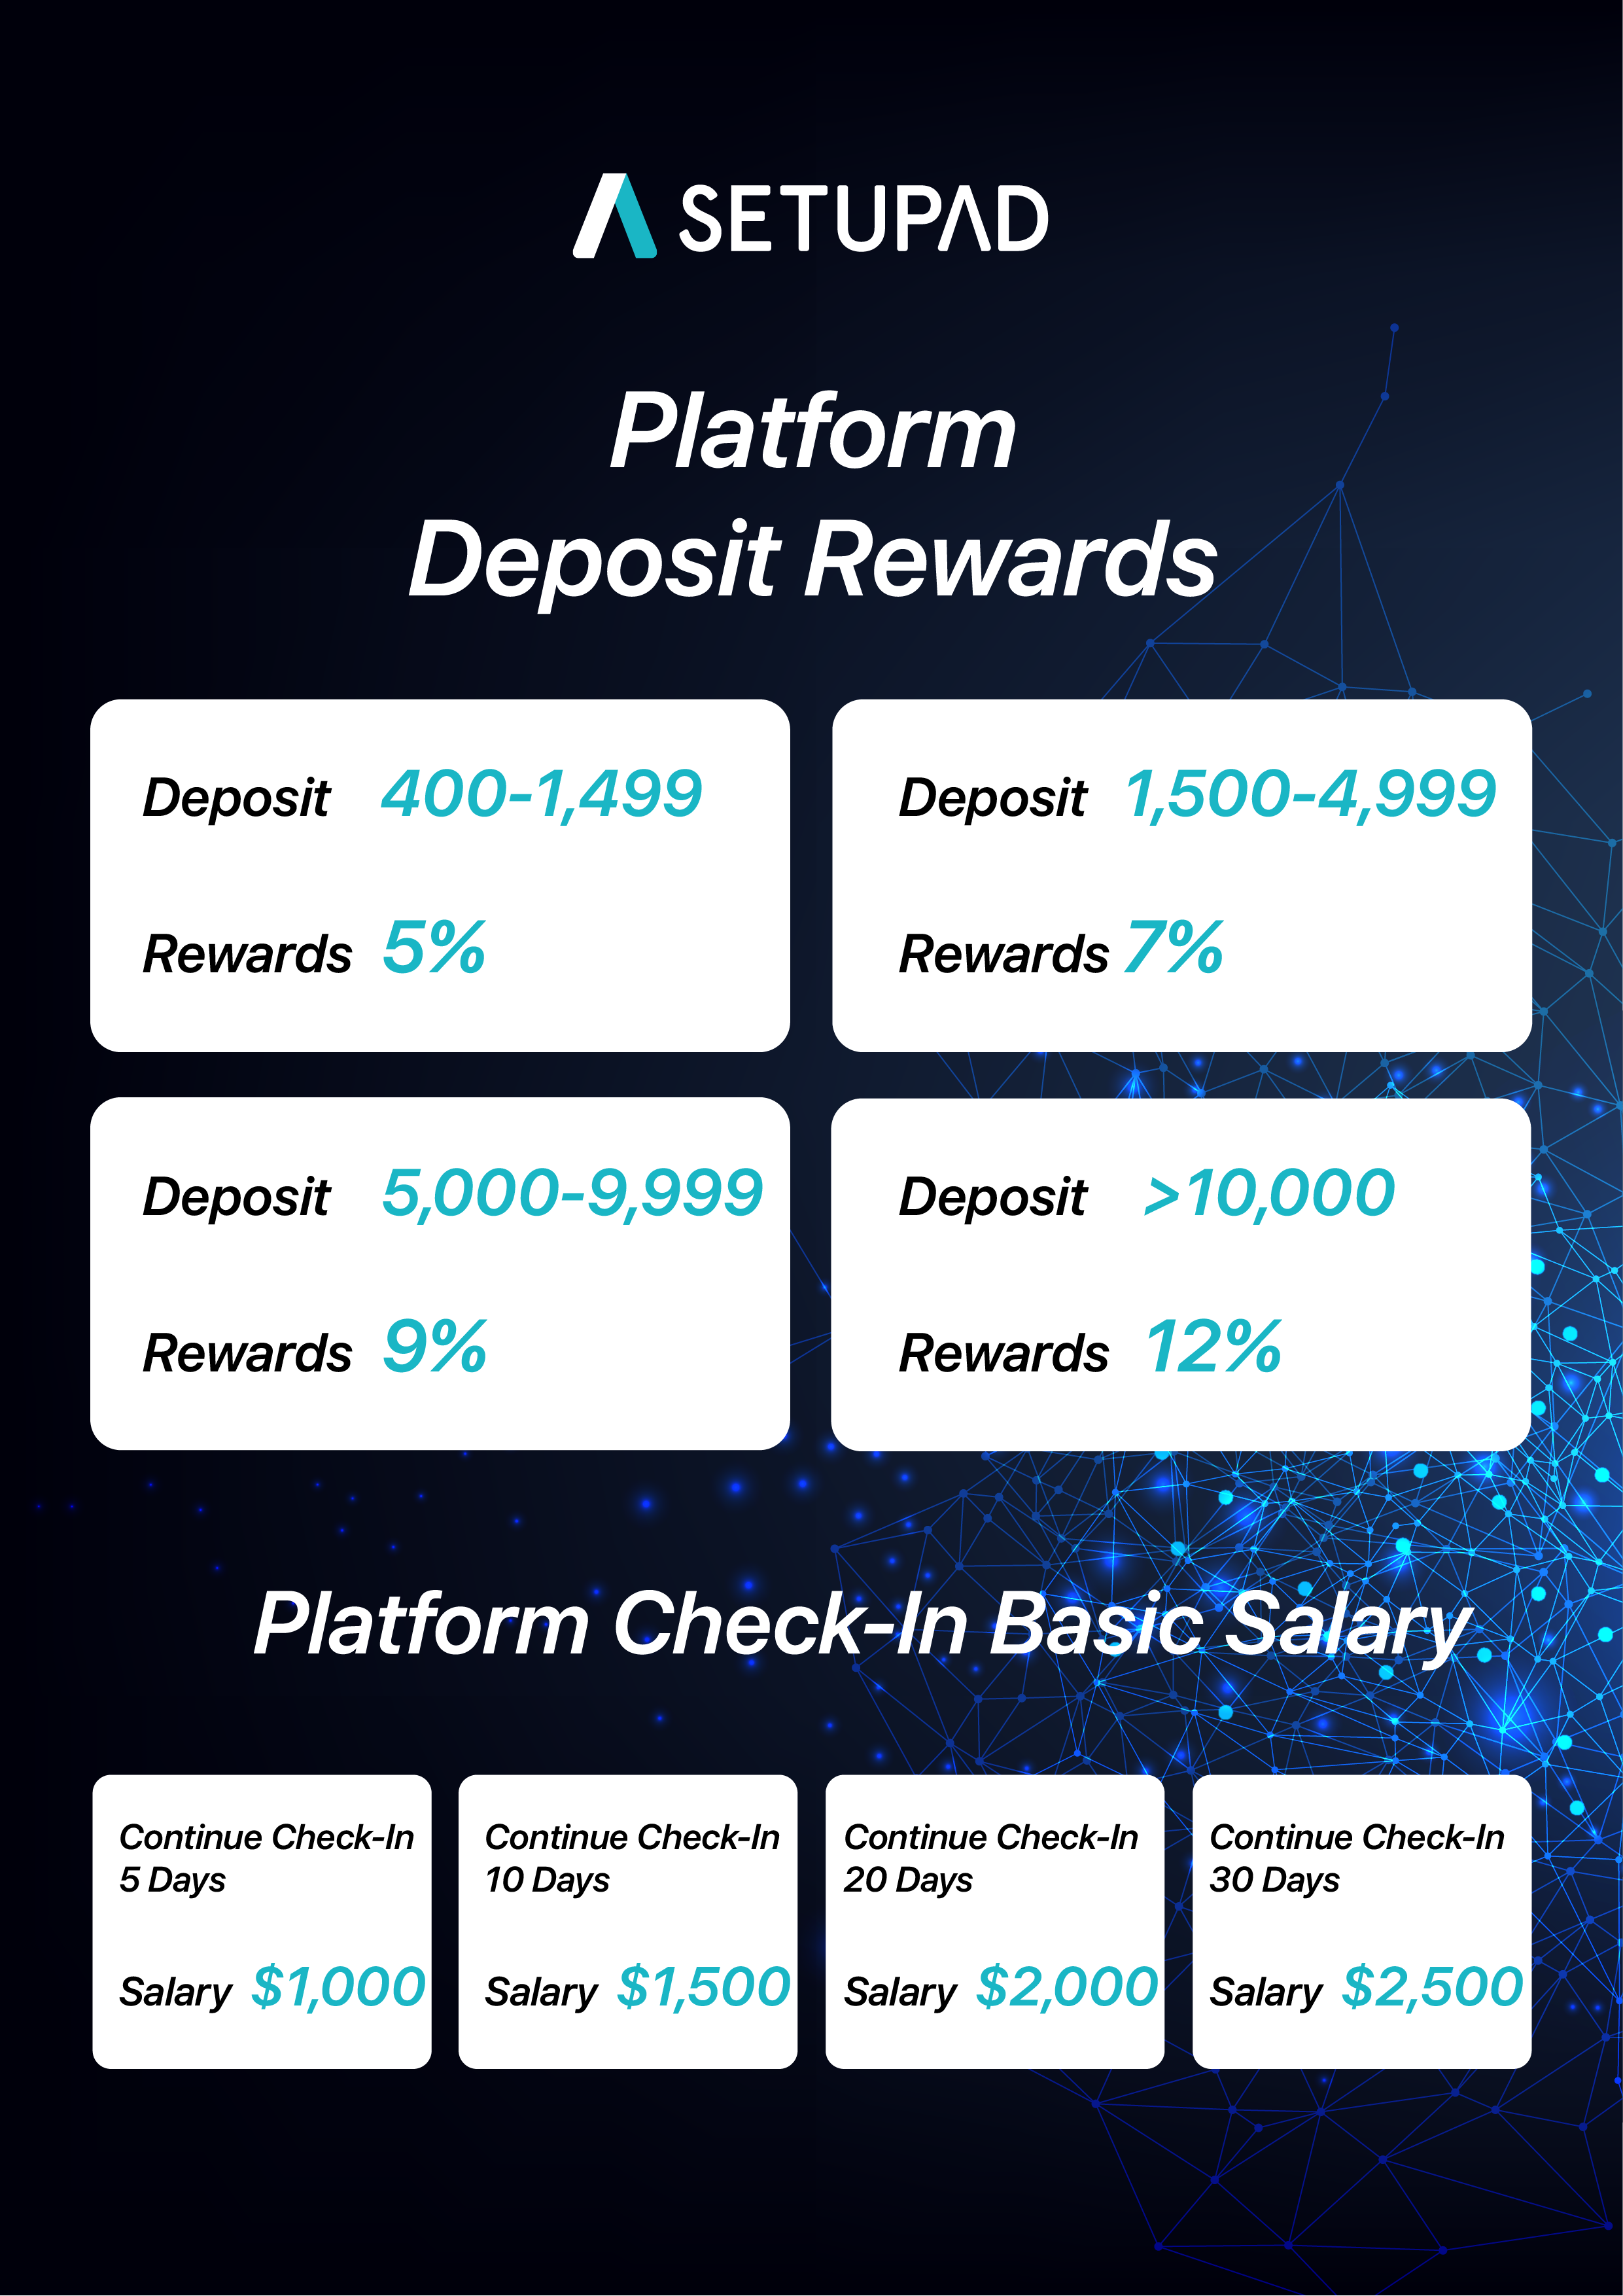 SETUPAD
Platform
Deposit Rewards
Deposit 400-1,499
Rewards 5%
Deposit 1,500-4,999
Rewards 7%
Deposit 5,000-9,999
Rewards 9%
Deposit >10,000
Rewards 12%
Platform Check-In Basic Salary
Continue Check-In
5 Days
Salary $1,000
Continue Check-In
10 Days
Salary $1,500
Continue Check-In
20 Days
Salary $2,000
Continue Check-In
30 Days
Salary $2,500